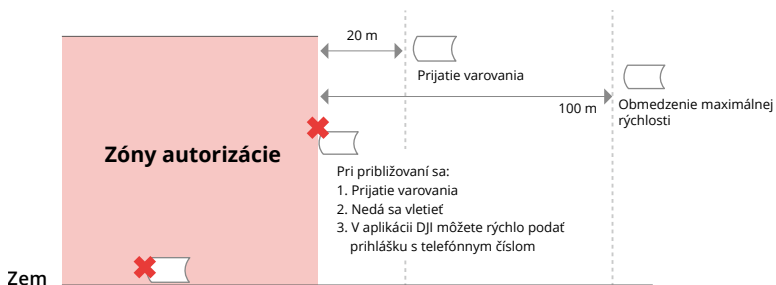 20 m
Prijatie varovania
100 m
Obmedzenie maximálnej
rýchlosti
Zóny autorizácie
Pri približovaní sa:
1. Prijatie varovania
2. Nedá sa vletieť
3. V aplikácii DJI môžete rýchlo podať
prihlášku s telefónnym číslom
Zem